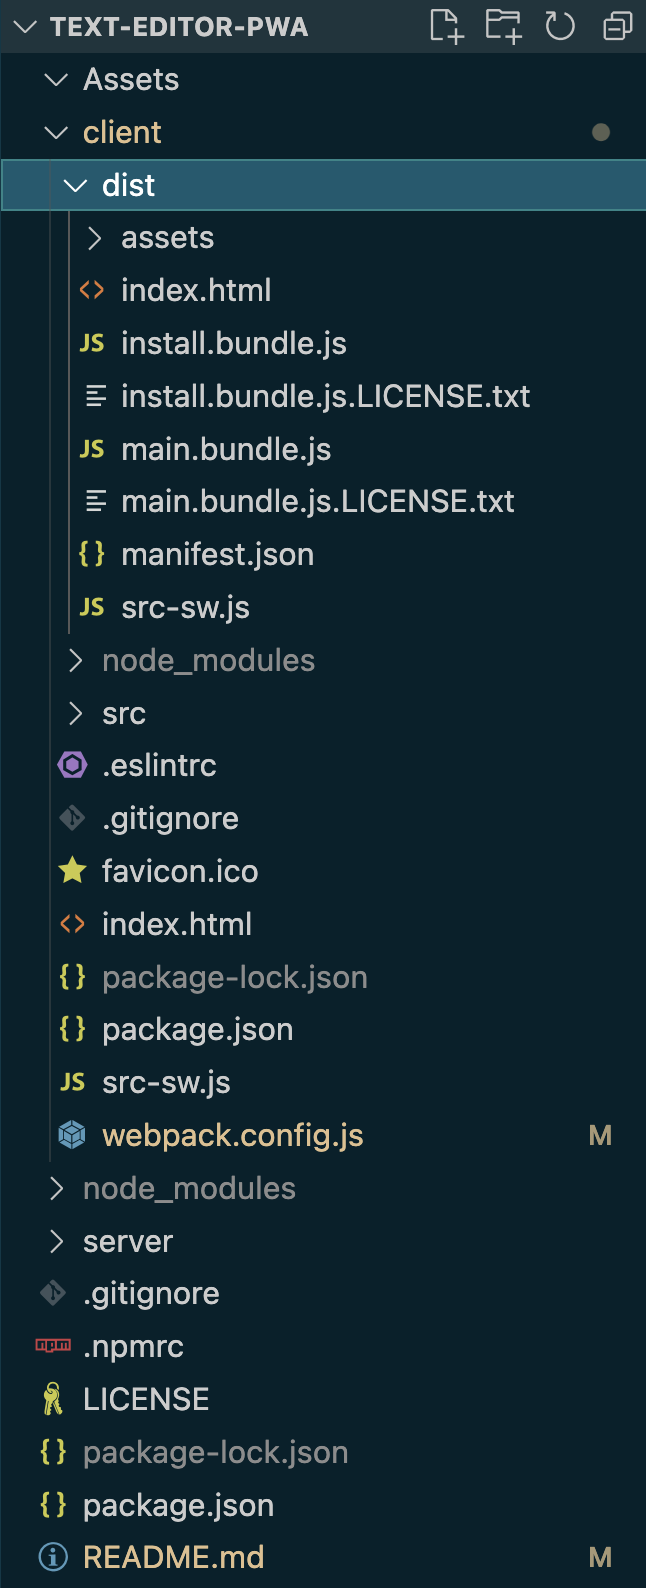 TEXT-EDITOR-PWA
Assets
client
dist
assets
index.html
JS install.bundle.js
install.bundle.js.LICENSE.txt
JS main.bundle.js
main.bundle.js.LICENSE.txt
{} manifest.json
JS src-sw.js
node_modules
src
.eslintrc
.gitignore
favicon.ico
index.html
{} package-lock.json
{} package.json
JS src-sw.js
webpack.config.js M
node_modules
server
.gitignore
npm .npmrc
LICENSE
{} package-lock.json
{} package.json
README.md M